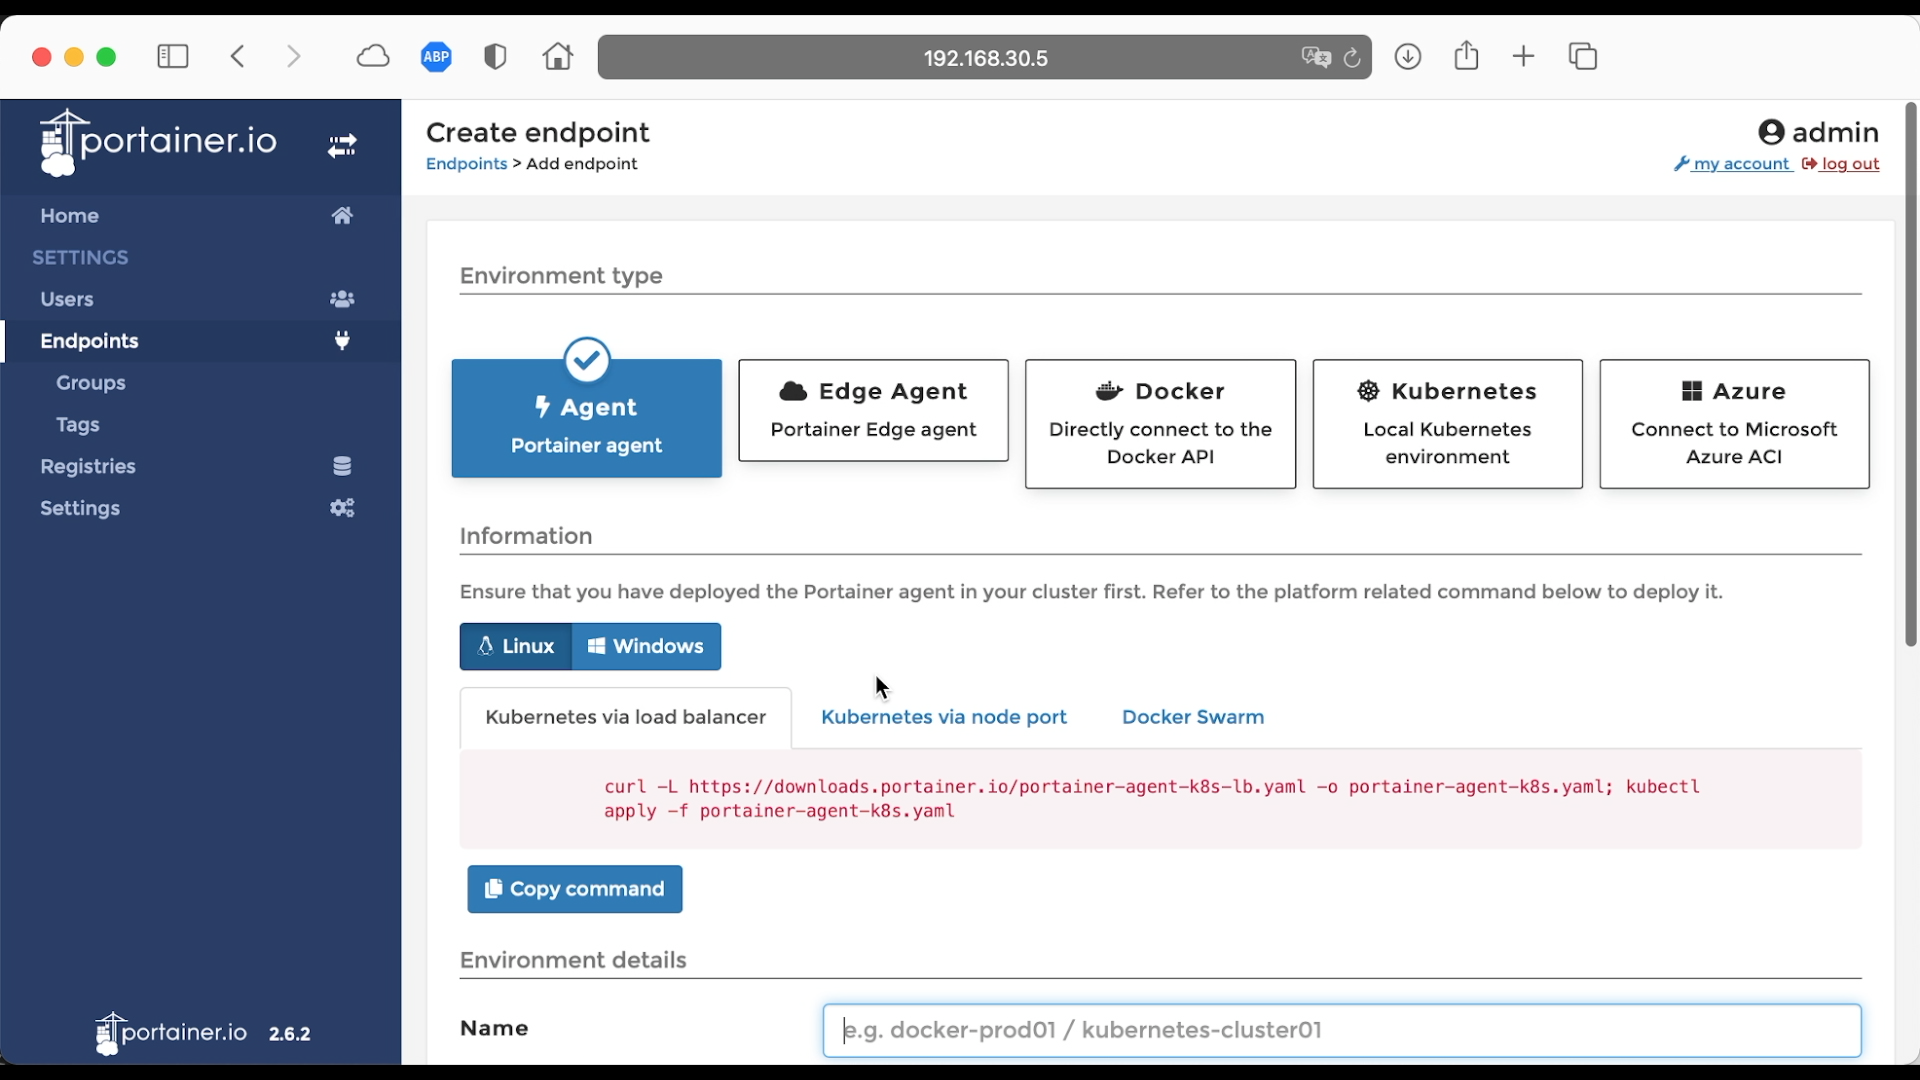 ABP
192.168.30.5
portainer.io
Create endpoint
Endpoints > Add endpoint
admin
my account log out
Home
SETTINGS
Users
Endpoints
Groups
Tags
Registries
Settings
portainer.io 2.6.2
Environment type
Agent
Portainer agent
Edge Agent
Portainer Edge agent
Docker
Directly connect to the
Docker API
Kubernetes
Local Kubernetes
environment
Azure
Connect to Microsoft
Azure ACI
Information
Ensure that you have deployed the Portainer agent in your cluster first. Refer to the platform related command below to deploy it.
Linux Windows
Kubernetes via load balancer Kubernetes via node port Docker Swarm
curl -L https://downloads.portainer.io/portainer-agent-k8s-lb.yaml -o portainer-agent-k8s.yaml; kubectl
apply -f portainer-agent-k8s.yaml
Copy command
Environment details
Name e.g. docker-prod01 / kubernetes-cluster01